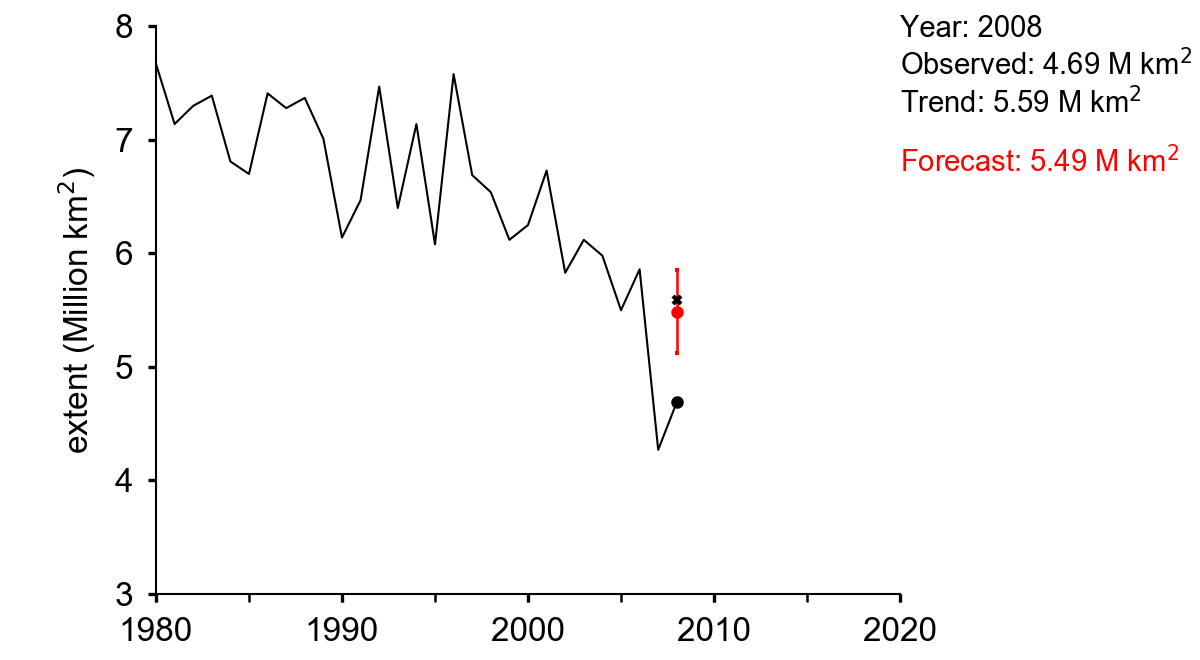 Year: 2008
Observed: 4.69 M km²
Trend: 5.59 M km²
Forecast: 5.49 M km²
extent (Million km²)
8
7
6
5
4
3
1980 1990 2000 2010 2020